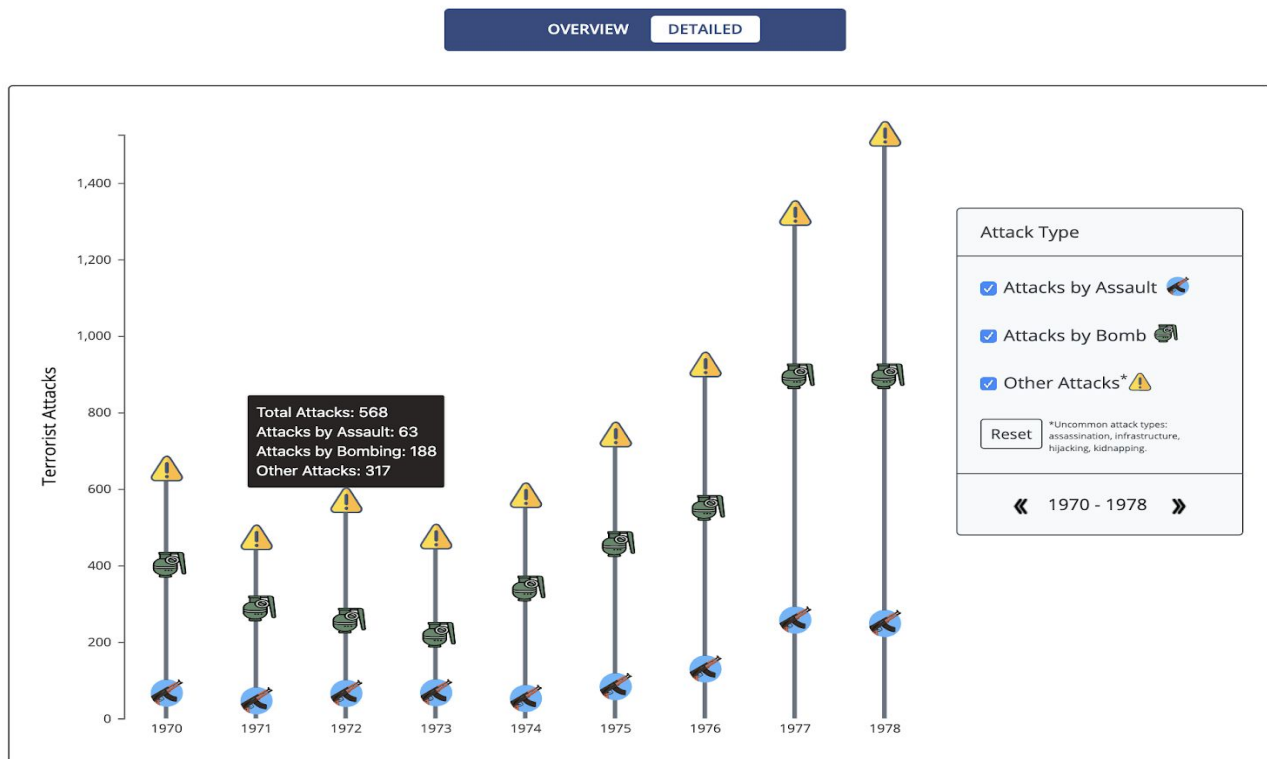 OVERVIEW DETAILED
1,400
1,200
1,000
800
600
400
200
0
Terrorist Attacks
Total Attacks: 568
Attacks by Assault: 63
Attacks by Bombing: 188
Other Attacks: 317
1970 1971 1972 1973 1974 1975 1976 1977 1978
Attack Type
Attacks by Assault
Attacks by Bomb
Other Attacks*
Reset
*Uncommon attack types:
assassination, infrastructure,
hijacking, kidnapping.
« 1970 - 1978 »